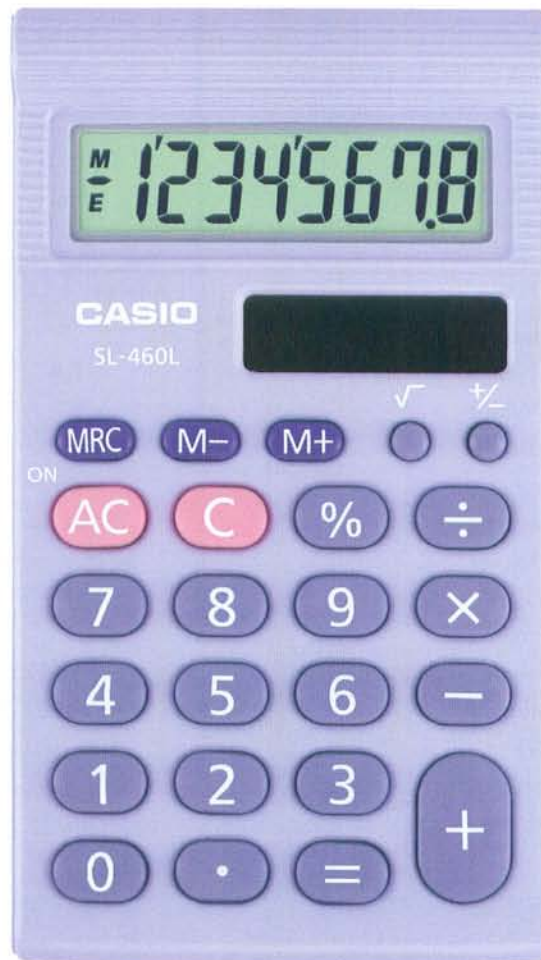 M
1'234'567.8
E
CASIO
SL-460L
√ +/−
MRC M− M+
ON
AC C % ÷
7 8 9 ×
4 5 6 −
1 2 3
+
0 · =